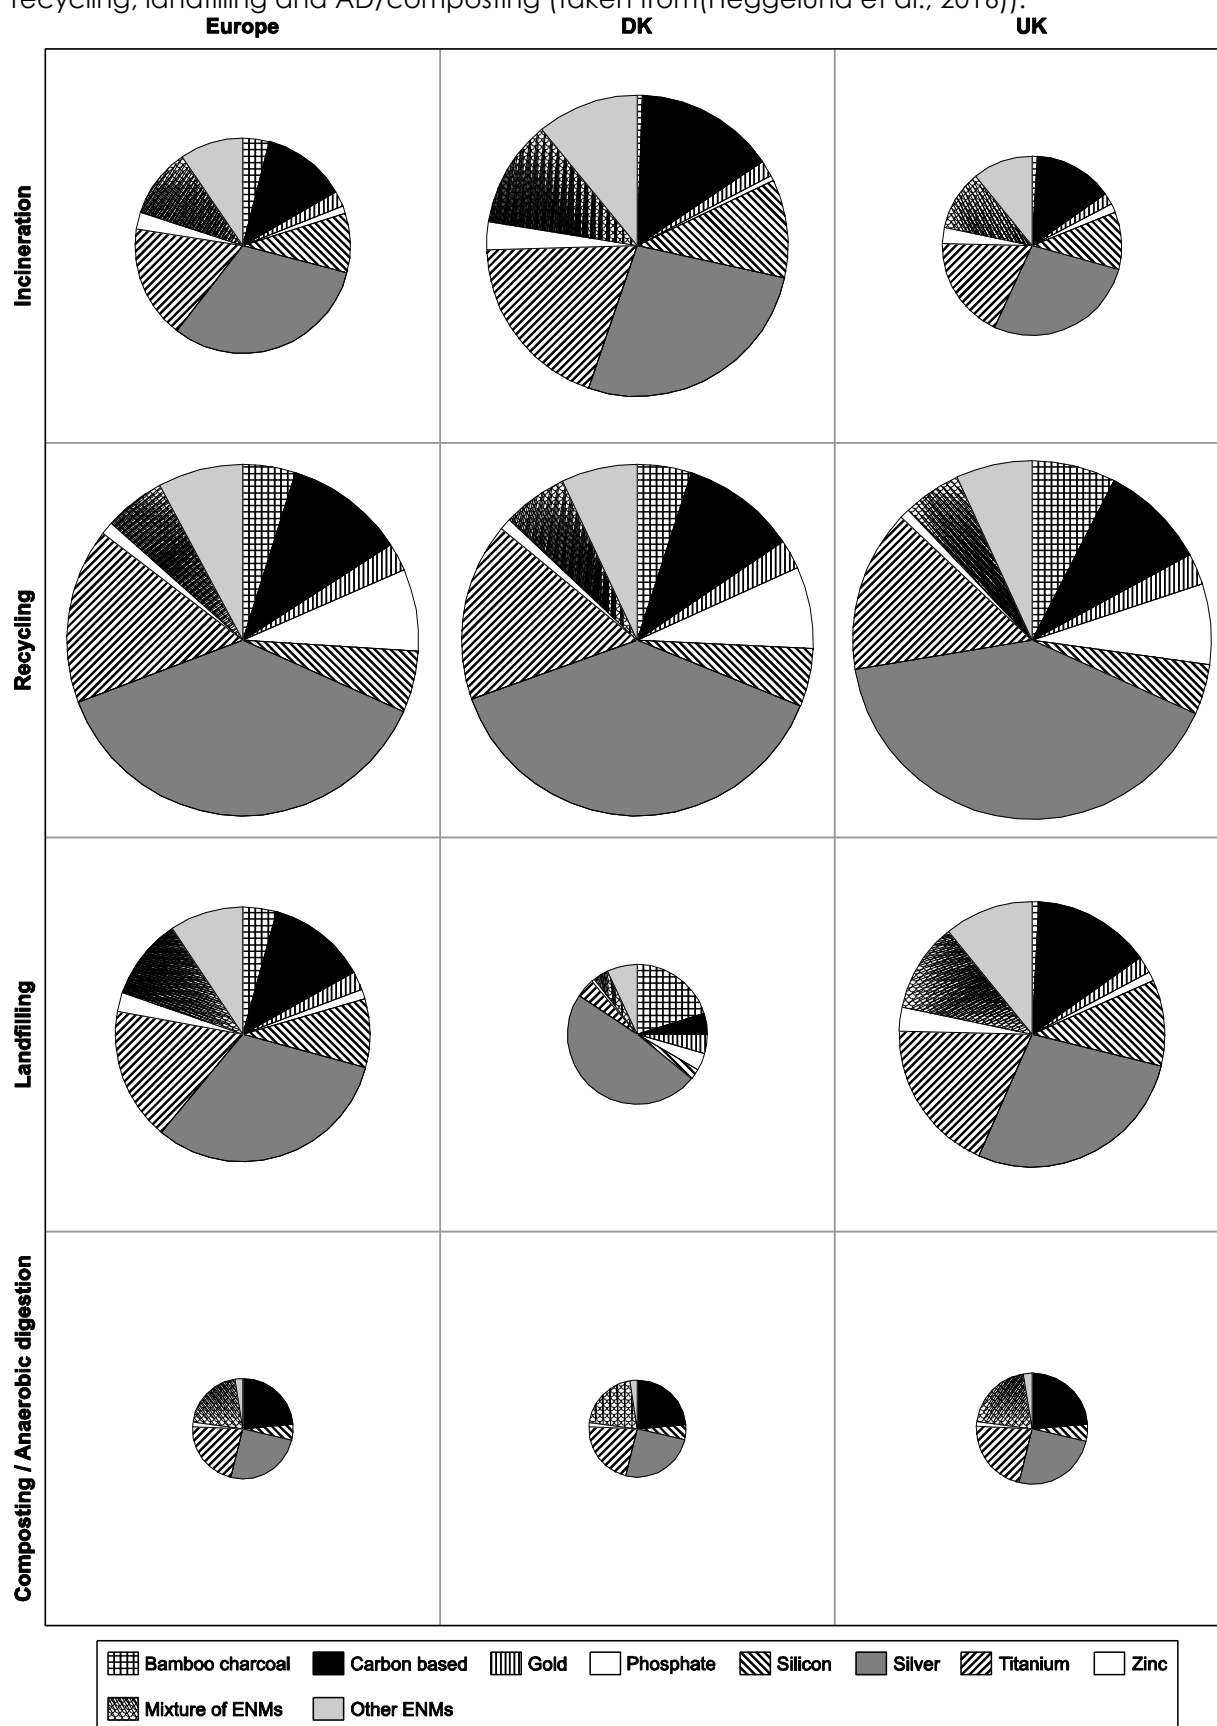 recycling, landfilling and AD/composting (taken from(Heggelund et al., 2016)).
Europe
DK
UK
Incineration
Recycling
Landfilling
Composting / Anaerobic digestion
Bamboo charcoal
Carbon based
Gold
Phosphate
Silicon
Silver
Titanium
Zinc
Mixture of ENMs
Other ENMs